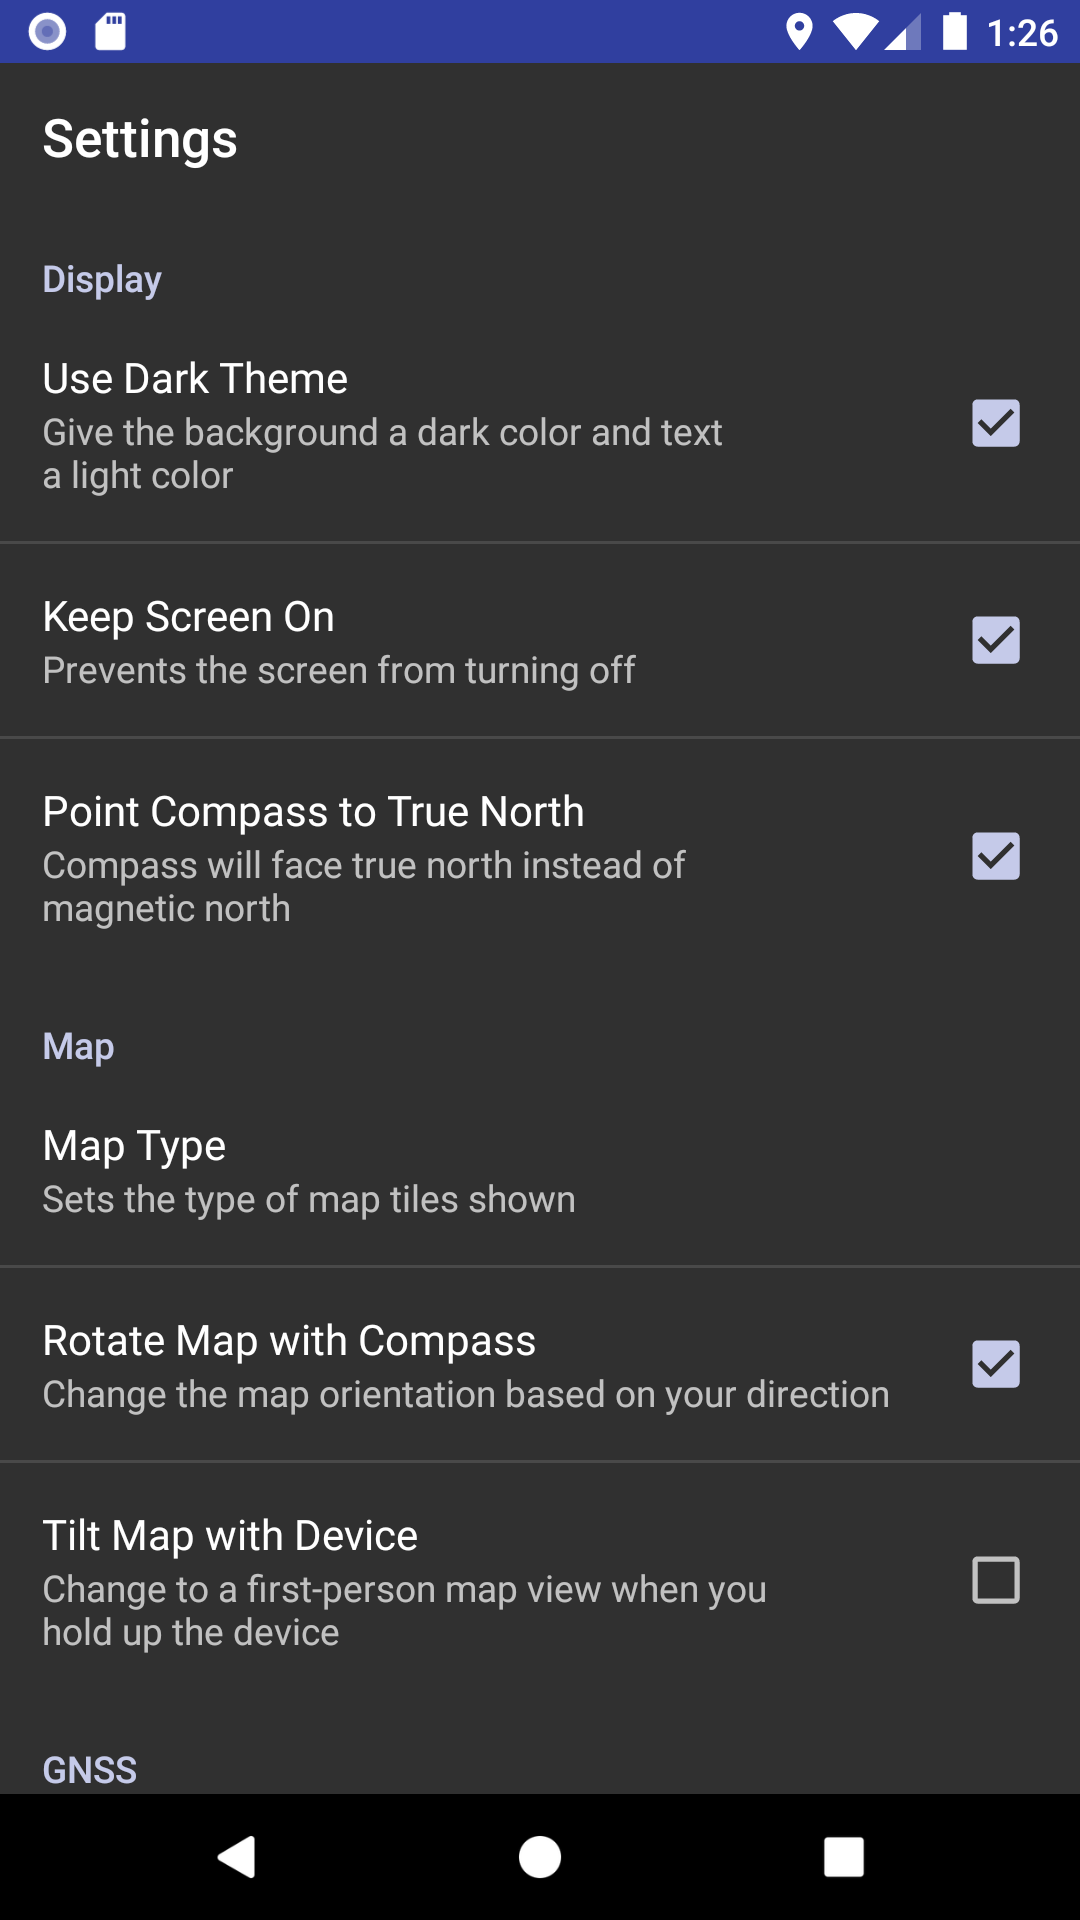 1:26
Settings
Display
Use Dark Theme
Give the background a dark color and text
a light color
Keep Screen On
Prevents the screen from turning off
Point Compass to True North
Compass will face true north instead of
magnetic north
Map
Map Type
Sets the type of map tiles shown
Rotate Map with Compass
Change the map orientation based on your direction
Tilt Map with Device
Change to a first-person map view when you
hold up the device
GNSS